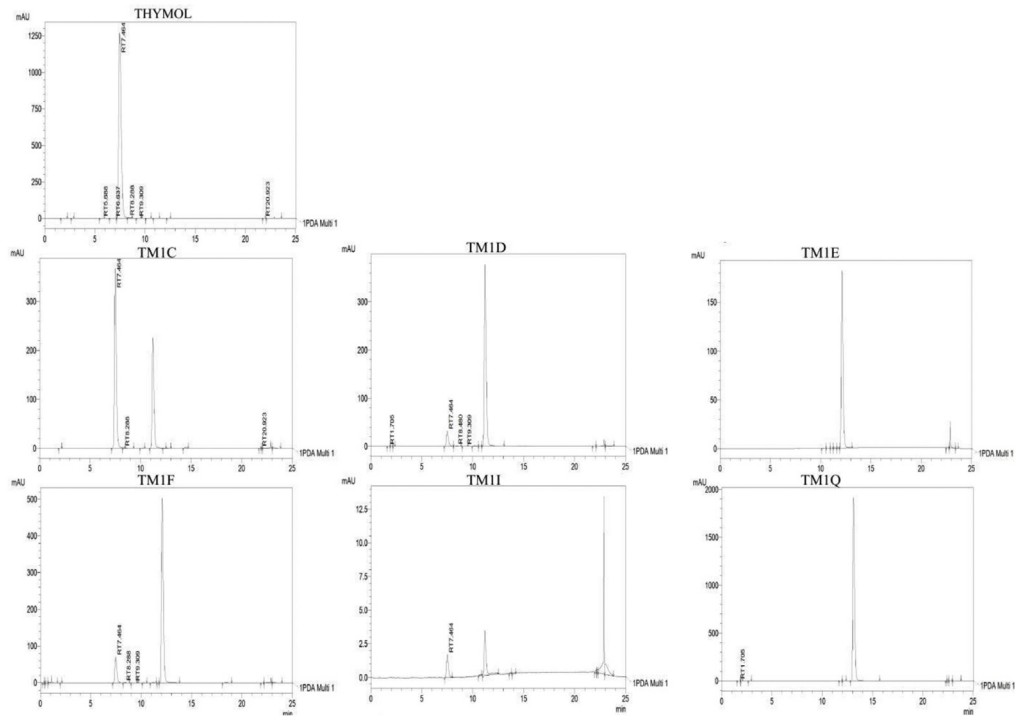 THYMOL
mAU
1250
1000
750
500
250
0
RT5.888
RT6.637
RT7.464
RT8.288
RT9.309
RT20.923
0 5 10 15 20 25
1PDA Multi 1
TM1C
mAU
300
200
100
0
RT7.464
RT8.288
RT20.923
0 5 10 15 20 25
1PDA Multi 1
TM1D
mAU
300
200
100
0
RT1.705
RT7.464
RT8.480
RT9.309
0 5 10 15 20 25
1PDA Multi 1
TM1E
mAU
150
100
50
0
0 5 10 15 20 25
1PDA Multi 1
TM1F
mAU
500
400
300
200
100
0
RT7.464
RT8.288
RT9.309
0 5 10 15 20 25
min
1PDA Multi 1
TM1I
mAU
12.5
10.0
7.5
5.0
2.5
0.0
RT7.464
0 5 10 15 20 25
min
1PDA Multi 1
TM1Q
mAU
2000
1500
1000
500
0
RT1.705
0 5 10 15 20 25
min
1PDA Multi 1